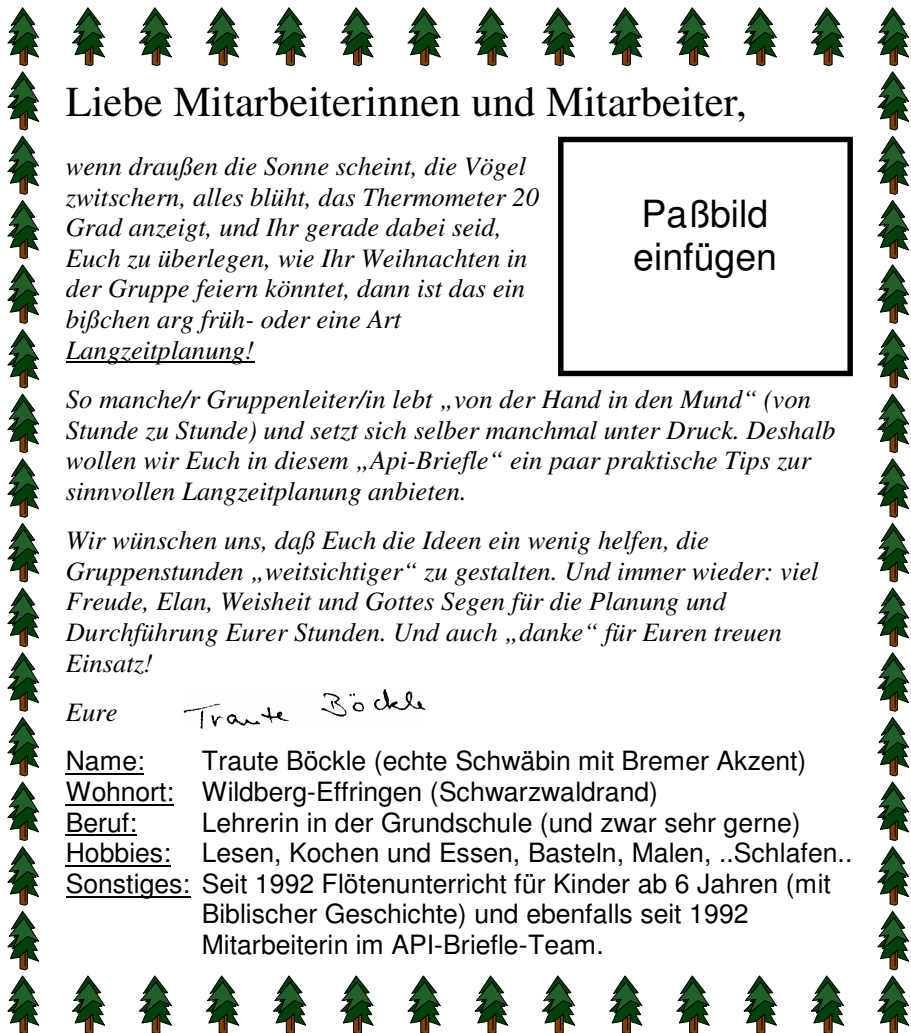 Liebe Mitarbeiterinnen und Mitarbeiter,
wenn draußen die Sonne scheint, die Vögel
zwitschern, alles blüht, das Thermometer 20
Grad anzeigt, und Ihr gerade dabei seid,
Euch zu überlegen, wie Ihr Weihnachten in
der Gruppe feiern könntet, dann ist das ein
bißchen arg früh- oder eine Art
Langzeitplanung!
Paßbild
einfügen
So manche/r Gruppenleiter/in lebt „von der Hand in den Mund“ (von
Stunde zu Stunde) und setzt sich selber manchmal unter Druck. Deshalb
wollen wir Euch in diesem „Api-Briefle“ ein paar praktische Tips zur
sinnvollen Langzeitplanung anbieten.
Wir wünschen uns, daß Euch die Ideen ein wenig helfen, die
Gruppenstunden „weitsichtiger“ zu gestalten. Und immer wieder: viel
Freude, Elan, Weisheit und Gottes Segen für die Planung und
Durchführung Eurer Stunden. Und auch „danke“ für Euren treuen
Einsatz!
Eure Traute Böckle
Name: Traute Böckle (echte Schwäbin mit Bremer Akzent)
Wohnort: Wildberg-Effringen (Schwarzwaldrand)
Beruf: Lehrerin in der Grundschule (und zwar sehr gerne)
Hobbies: Lesen, Kochen und Essen, Basteln, Malen, ..Schlafen..
Sonstiges: Seit 1992 Flötenunterricht für Kinder ab 6 Jahren (mit
Biblischer Geschichte) und ebenfalls seit 1992
Mitarbeiterin im API-Briefle-Team.